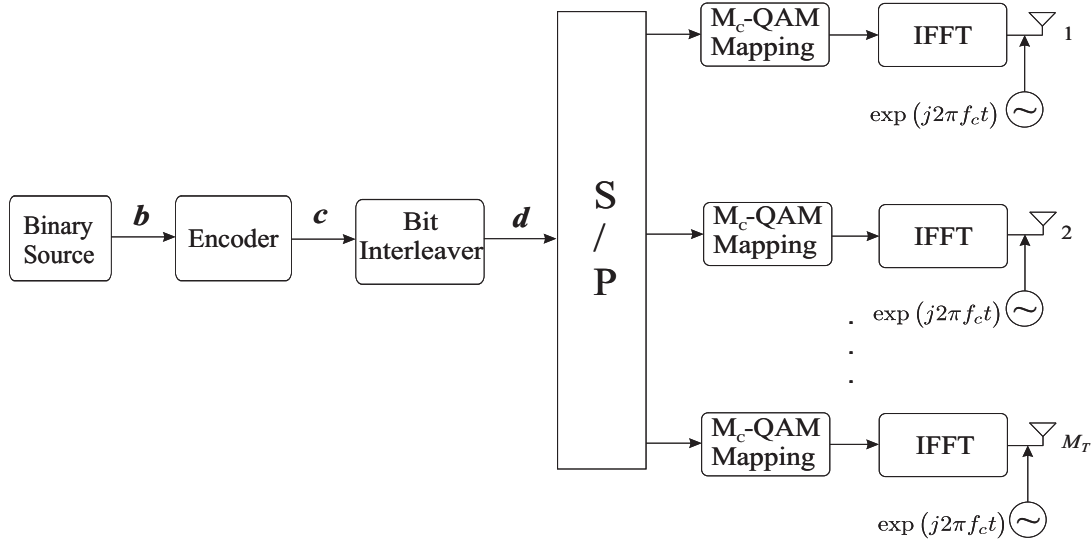 Binary
Source
b
Encoder
c
Bit
Interleaver
d
S
/
P
M_c-QAM
Mapping
IFFT
1
exp (j2πf_ct)
M_c-QAM
Mapping
IFFT
2
exp (j2πf_ct)
M_c-QAM
Mapping
IFFT
M_T
exp (j2πf_ct)